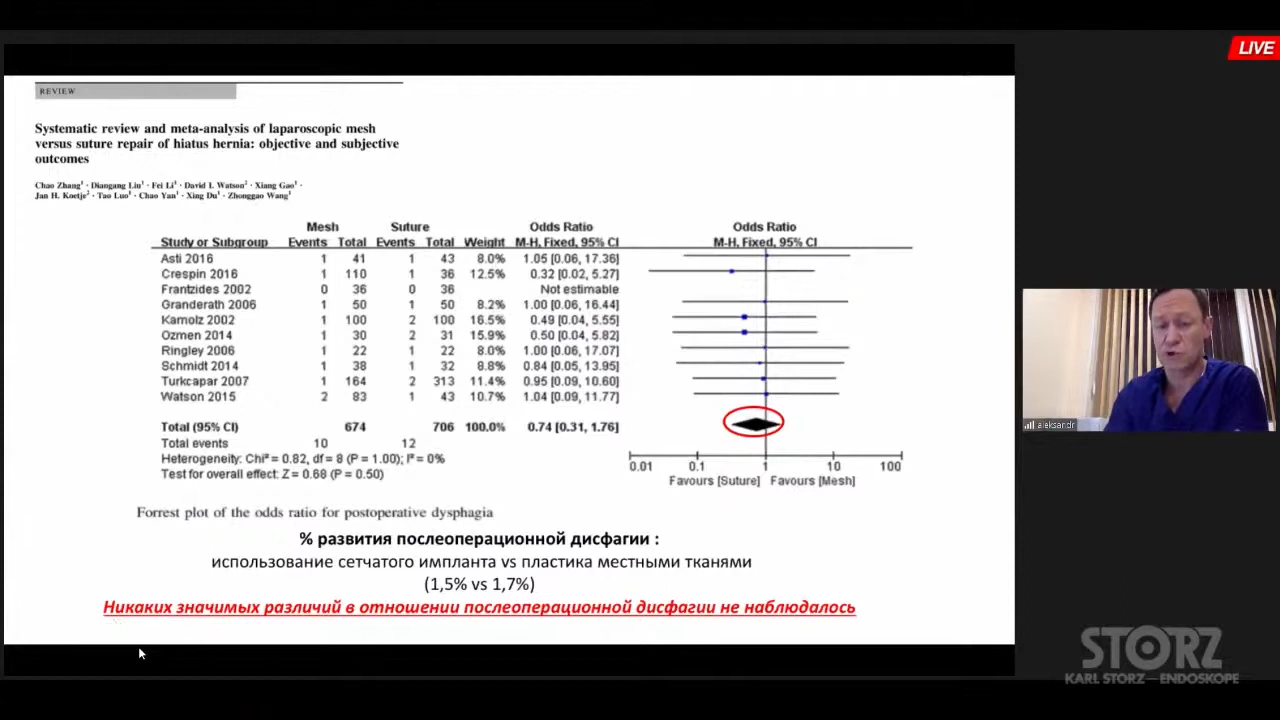 LIVE
REVIEW
Systematic review and meta-analysis of laparoscopic mesh
versus suture repair of hiatus hernia: objective and subjective
outcomes
Chao Zhang¹ · Diangang Liu¹ · Fei Li¹ · David I. Watson² · Xiang Gao¹ ·
Jan H. Koetje² · Tao Luo¹ · Chao Yan¹ · Xing Du¹ · Zhonggao Wang¹
Mesh Suture Odds Ratio Odds Ratio
Study or Subgroup Events Total Events Total Weight M-H, Fixed, 95% CI M-H, Fixed, 95% CI
Asti 2016 1 41 1 43 8.0% 1.05 [0.06, 17.36]
Crespin 2016 1 110 1 36 12.5% 0.32 [0.02, 5.27]
Frantzides 2002 0 36 0 36 Not estimable
Granderath 2006 1 50 1 50 8.2% 1.00 [0.06, 16.44]
Kamolz 2002 1 100 2 100 16.5% 0.49 [0.04, 5.55]
Ozmen 2014 1 30 2 31 15.9% 0.50 [0.04, 5.82]
Ringley 2006 1 22 1 22 8.0% 1.00 [0.06, 17.07]
Schmidt 2014 1 38 1 32 8.8% 0.84 [0.05, 13.95]
Turkcapar 2007 1 164 2 313 11.4% 0.95 [0.09, 10.60]
Watson 2015 2 83 1 43 10.7% 1.04 [0.09, 11.77]
Total (95% CI) 674 706 100.0% 0.74 [0.31, 1.76]
Total events 10 12
Heterogeneity: Chi² = 0.82, df = 8 (P = 1.00); I² = 0%
Test for overall effect: Z = 0.68 (P = 0.50)
0.01 0.1 1 10 100
Favours [Suture] Favours [Mesh]
Forrest plot of the odds ratio for postoperative dysphagia
% развития послеоперационной дисфагии :
использование сетчатого импланта vs пластика местными тканями
(1,5% vs 1,7%)
Никаких значимых различий в отношении послеоперационной дисфагии не наблюдалось
aleksandr
STORZ
KARL STORZ—ENDOSKOPE